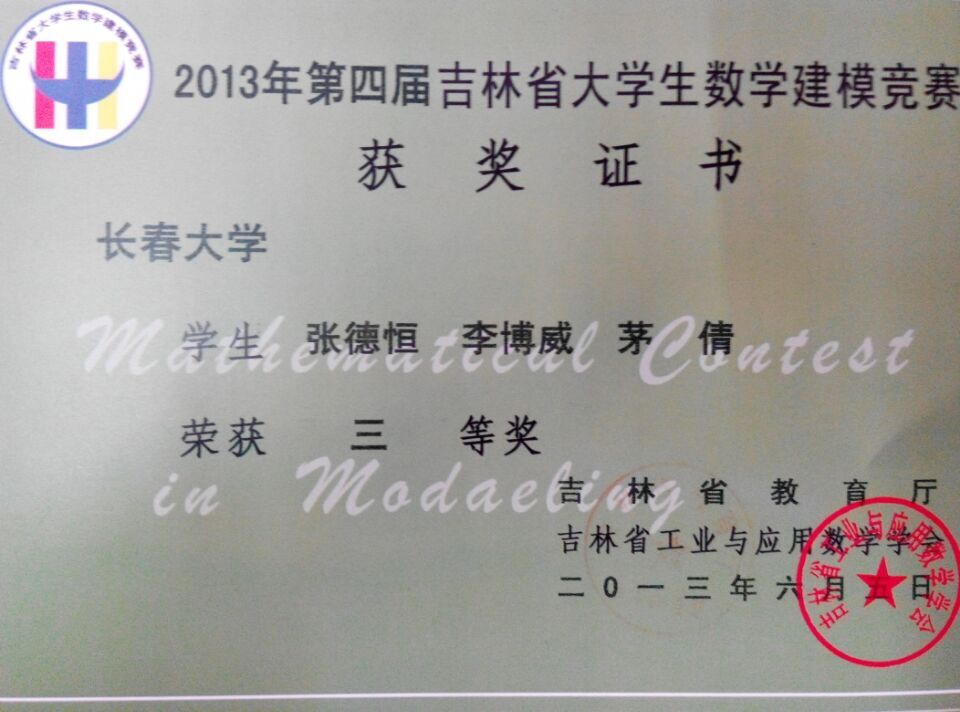 吉林省大学生数学建模竞赛
2013年第四届吉林省大学生数学建模竞赛
获奖证书
长春大学
Mathematical Contest
学生 张德恒 李博威 茅倩
荣获 三 等奖
in Modaeling
吉林省教育厅
吉林省工业与应用数学学会
二0一三年六月五日
吉林省工业与应用数学学会